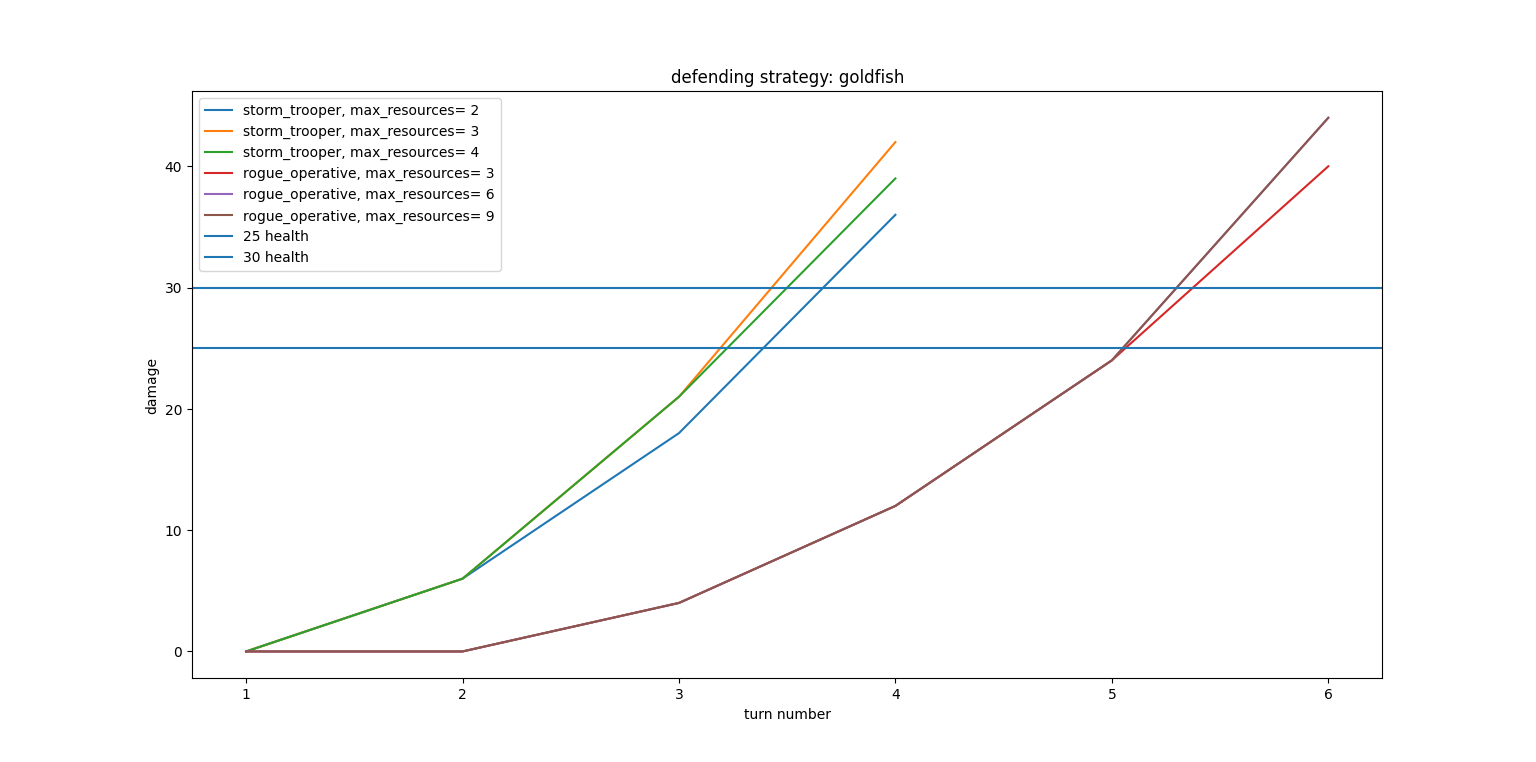 defending strategy: goldfish
storm_trooper, max_resources= 2
storm_trooper, max_resources= 3
storm_trooper, max_resources= 4
rogue_operative, max_resources= 3
rogue_operative, max_resources= 6
rogue_operative, max_resources= 9
25 health
30 health
40
30
20
10
0
damage
1 2 3 4 5 6
turn number